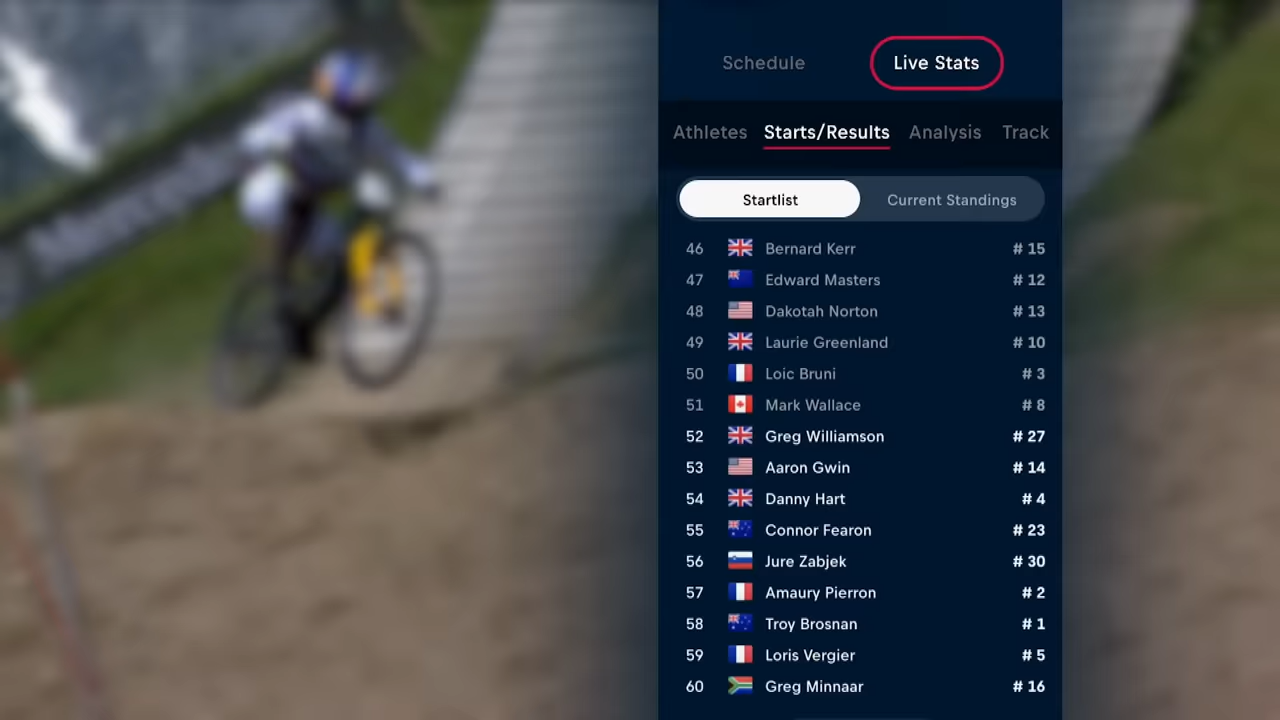 Schedule
Live Stats
Athletes Starts/Results Analysis Track
Startlist Current Standings
46 Bernard Kerr # 15
47 Edward Masters # 12
48 Dakotah Norton # 13
49 Laurie Greenland # 10
50 Loic Bruni # 3
51 Mark Wallace # 8
52 Greg Williamson # 27
53 Aaron Gwin # 14
54 Danny Hart # 4
55 Connor Fearon # 23
56 Jure Zabjek # 30
57 Amaury Pierron # 2
58 Troy Brosnan # 1
59 Loris Vergier # 5
60 Greg Minnaar # 16